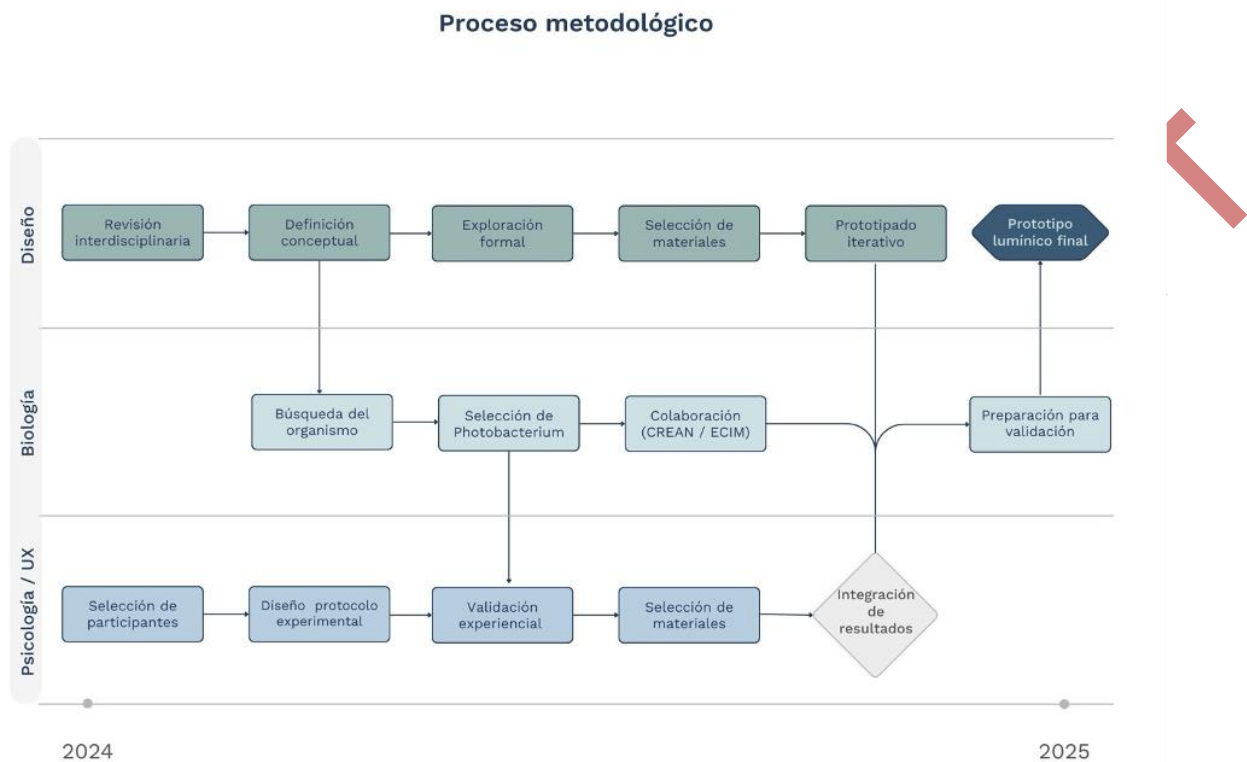 Proceso metodológico
Diseño
Revisión
interdisciplinaria
Definición
conceptual
Exploración
formal
Selección de
materiales
Prototipado
iterativo
Prototipo
lumínico final
Biología
Búsqueda del
organismo
Selección de
Photobacterium
Colaboración
(CREAN / ECIM)
Preparación para
validación
Psicología / UX
Selección de
participantes
Diseño protocolo
experimental
Validación
experiencial
Selección de
materiales
Integración
de
resultados
2024
2025